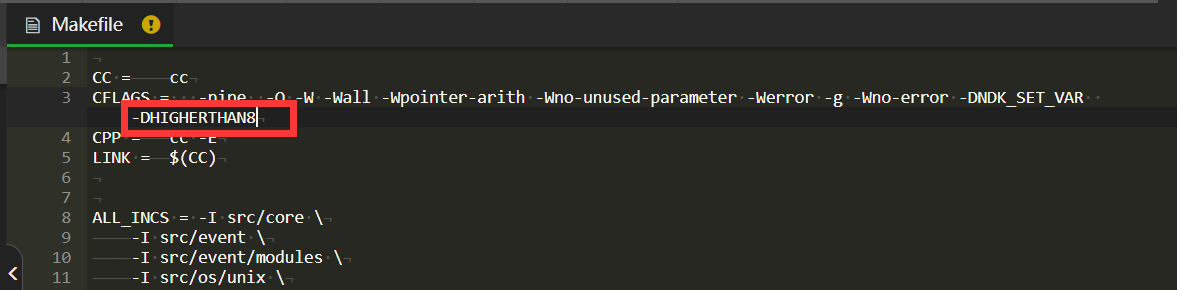 Makefile
1
2 CC = cc
3 CFLAGS = -pipe -O -W -Wall -Wpointer-arith -Wno-unused-parameter -Werror -g -Wno-error -DNDK_SET_VAR
-DHIGHERTHAN8
4 CPP = cc -E
5 LINK = $(CC)
6
7
8 ALL_INCS = -I src/core \
9 -I src/event \
10 -I src/event/modules \
11 -I src/os/unix \